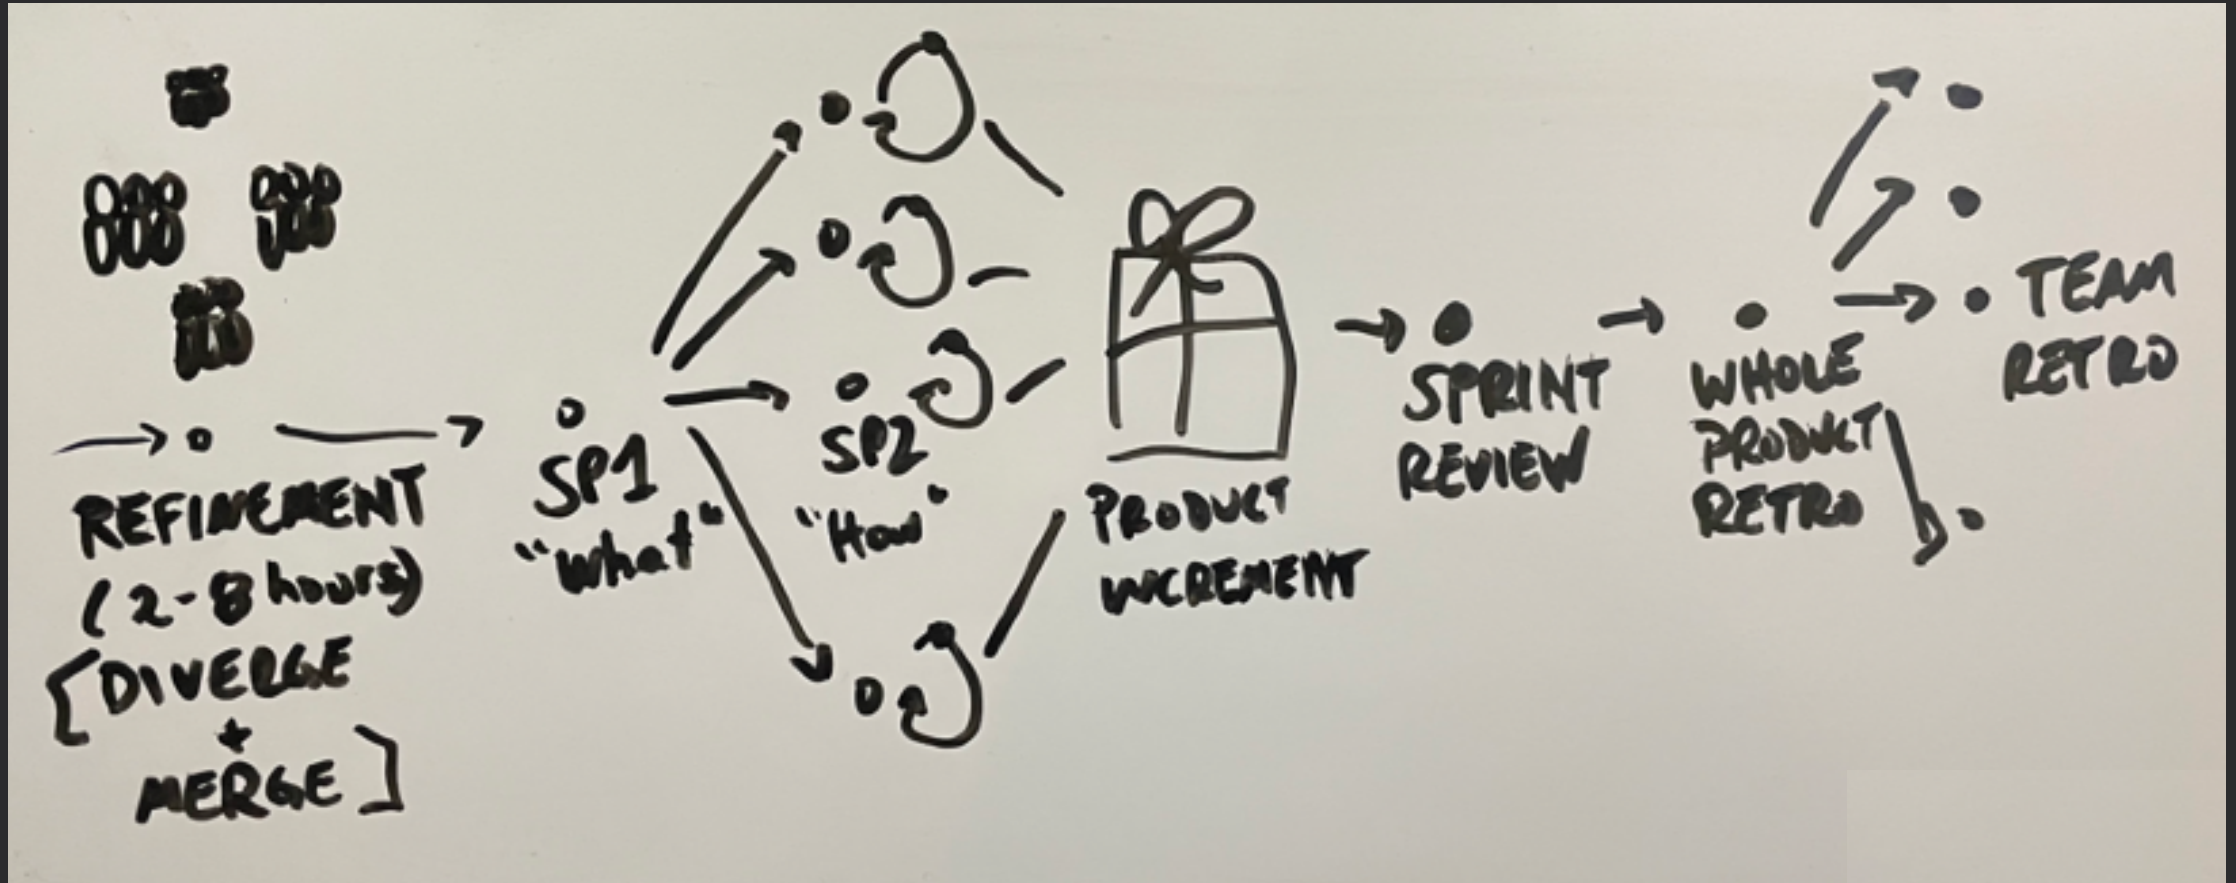 REFINEMENT
(2-8 hours)
[DIVERGE
+
MERGE]
SP1
"What"
SP2
"How"
PRODUCT
INCREMENT
SPRINT
REVIEW
WHOLE
PRODUCT
RETRO
TEAM
RETRO